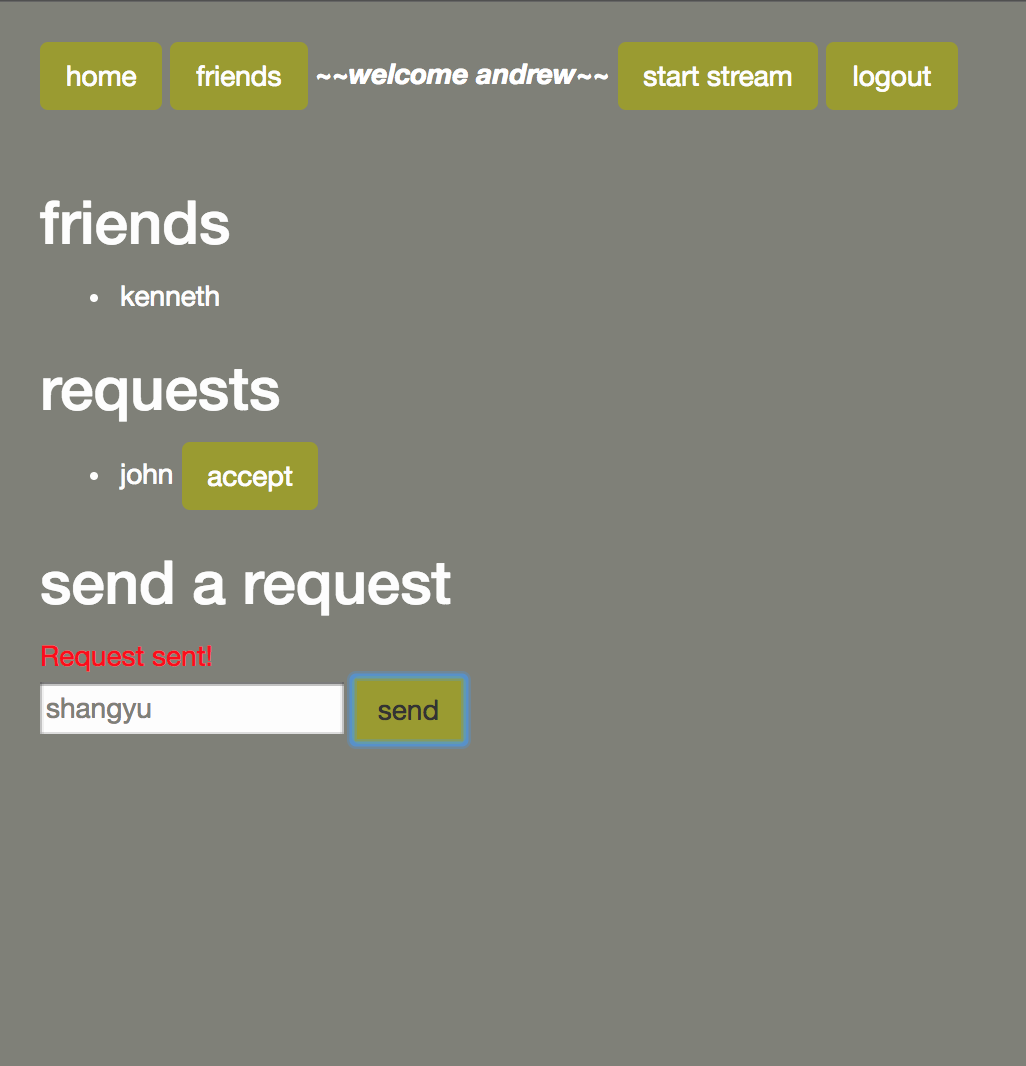 home friends ~~welcome andrew~~ start stream logout
friends
• kenneth
requests
• john accept
send a request
Request sent!
shangyu send